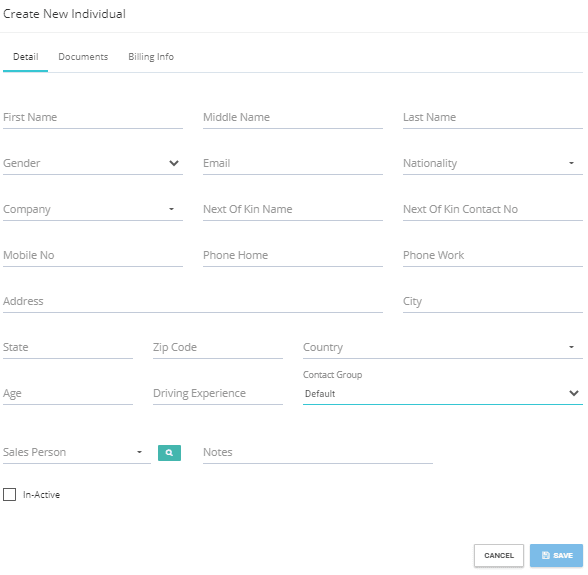 Create New Individual
Detail Documents Billing Info
First Name Middle Name Last Name
Gender Email Nationality
Company Next Of Kin Name Next Of Kin Contact No
Mobile No Phone Home Phone Work
Address City
State Zip Code Country
Contact Group
Age Driving Experience Default
Sales Person Notes
In-Active
CANCEL SAVE